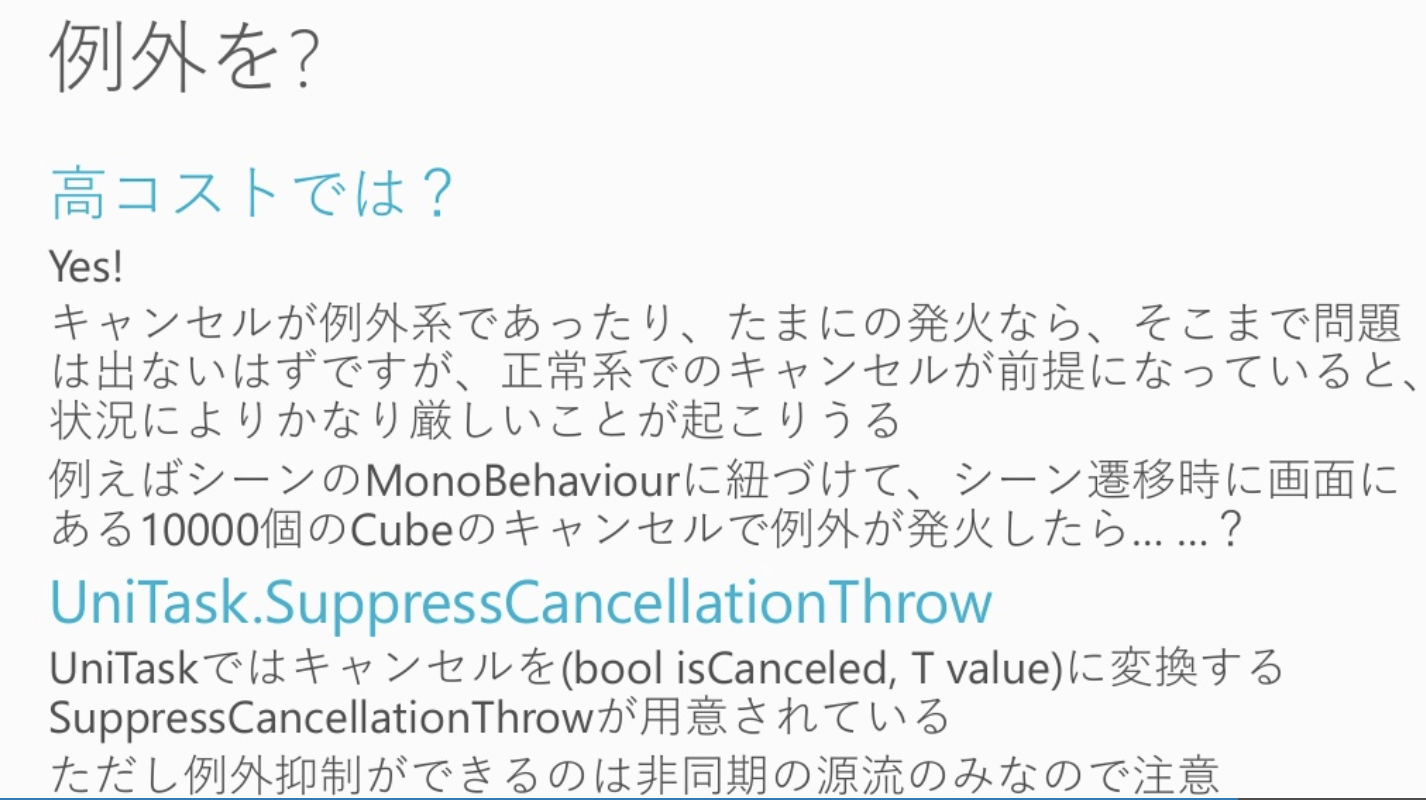 例外を?
高コストでは？
Yes!
キャンセルが例外系であったり、たまにの発火なら、そこまで問題
は出ないはずですが、正常系でのキャンセルが前提になっていると、
状況によりかなり厳しいことが起こりうる
例えばシーンのMonoBehaviourに紐づけて、シーン遷移時に画面に
ある10000個のCubeのキャンセルで例外が発火したら... ...？
UniTask.SuppressCancellationThrow
UniTaskではキャンセルを(bool isCanceled, T value)に変換する
SuppressCancellationThrowが用意されている
ただし例外抑制ができるのは非同期の源流のみなので注意